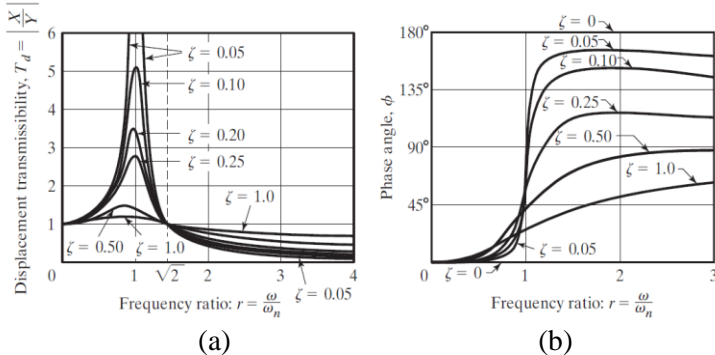 Displacement transmissibility, T_d = |X/Y|
6
5
4
3
2
1
0
ζ = 0.05
ζ = 0.10
ζ = 0.20
ζ = 0.25
ζ = 1.0
ζ = 0.50
ζ = 1.0
ζ = 0.05
1
√2
2
3
4
Frequency ratio: r = ω/ω_n
(a)
Phase angle, ϕ
180°
135°
90°
45°
ζ = 0
ζ = 0.05
ζ = 0.10
ζ = 0.25
ζ = 0.50
ζ = 1.0
ζ = 0.05
ζ = 0
0
1
2
3
Frequency ratio: r = ω/ω_n
(b)